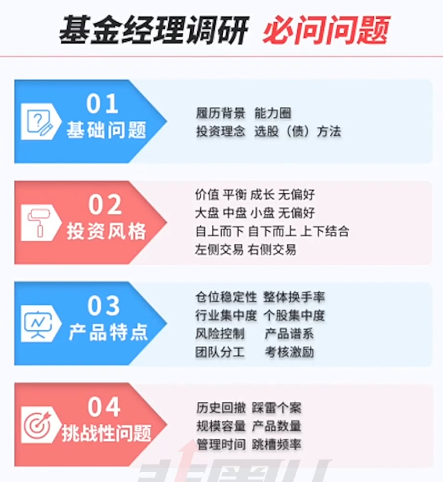 基金经理调研 必问问题
01
基础问题
履历背景 能力圈
投资理念 选股（债）方法
02
投资风格
价值 平衡 成长 无偏好
大盘 中盘 小盘 无偏好
自上而下 自下而上 上下结合
左侧交易 右侧交易
03
产品特点
仓位稳定性 整体换手率
行业集中度 个股集中度
风险控制 产品谱系
团队分工 考核激励
04
挑战性问题
历史回撤 踩雷个案
规模容量 产品数量
管理时间 跳槽频率